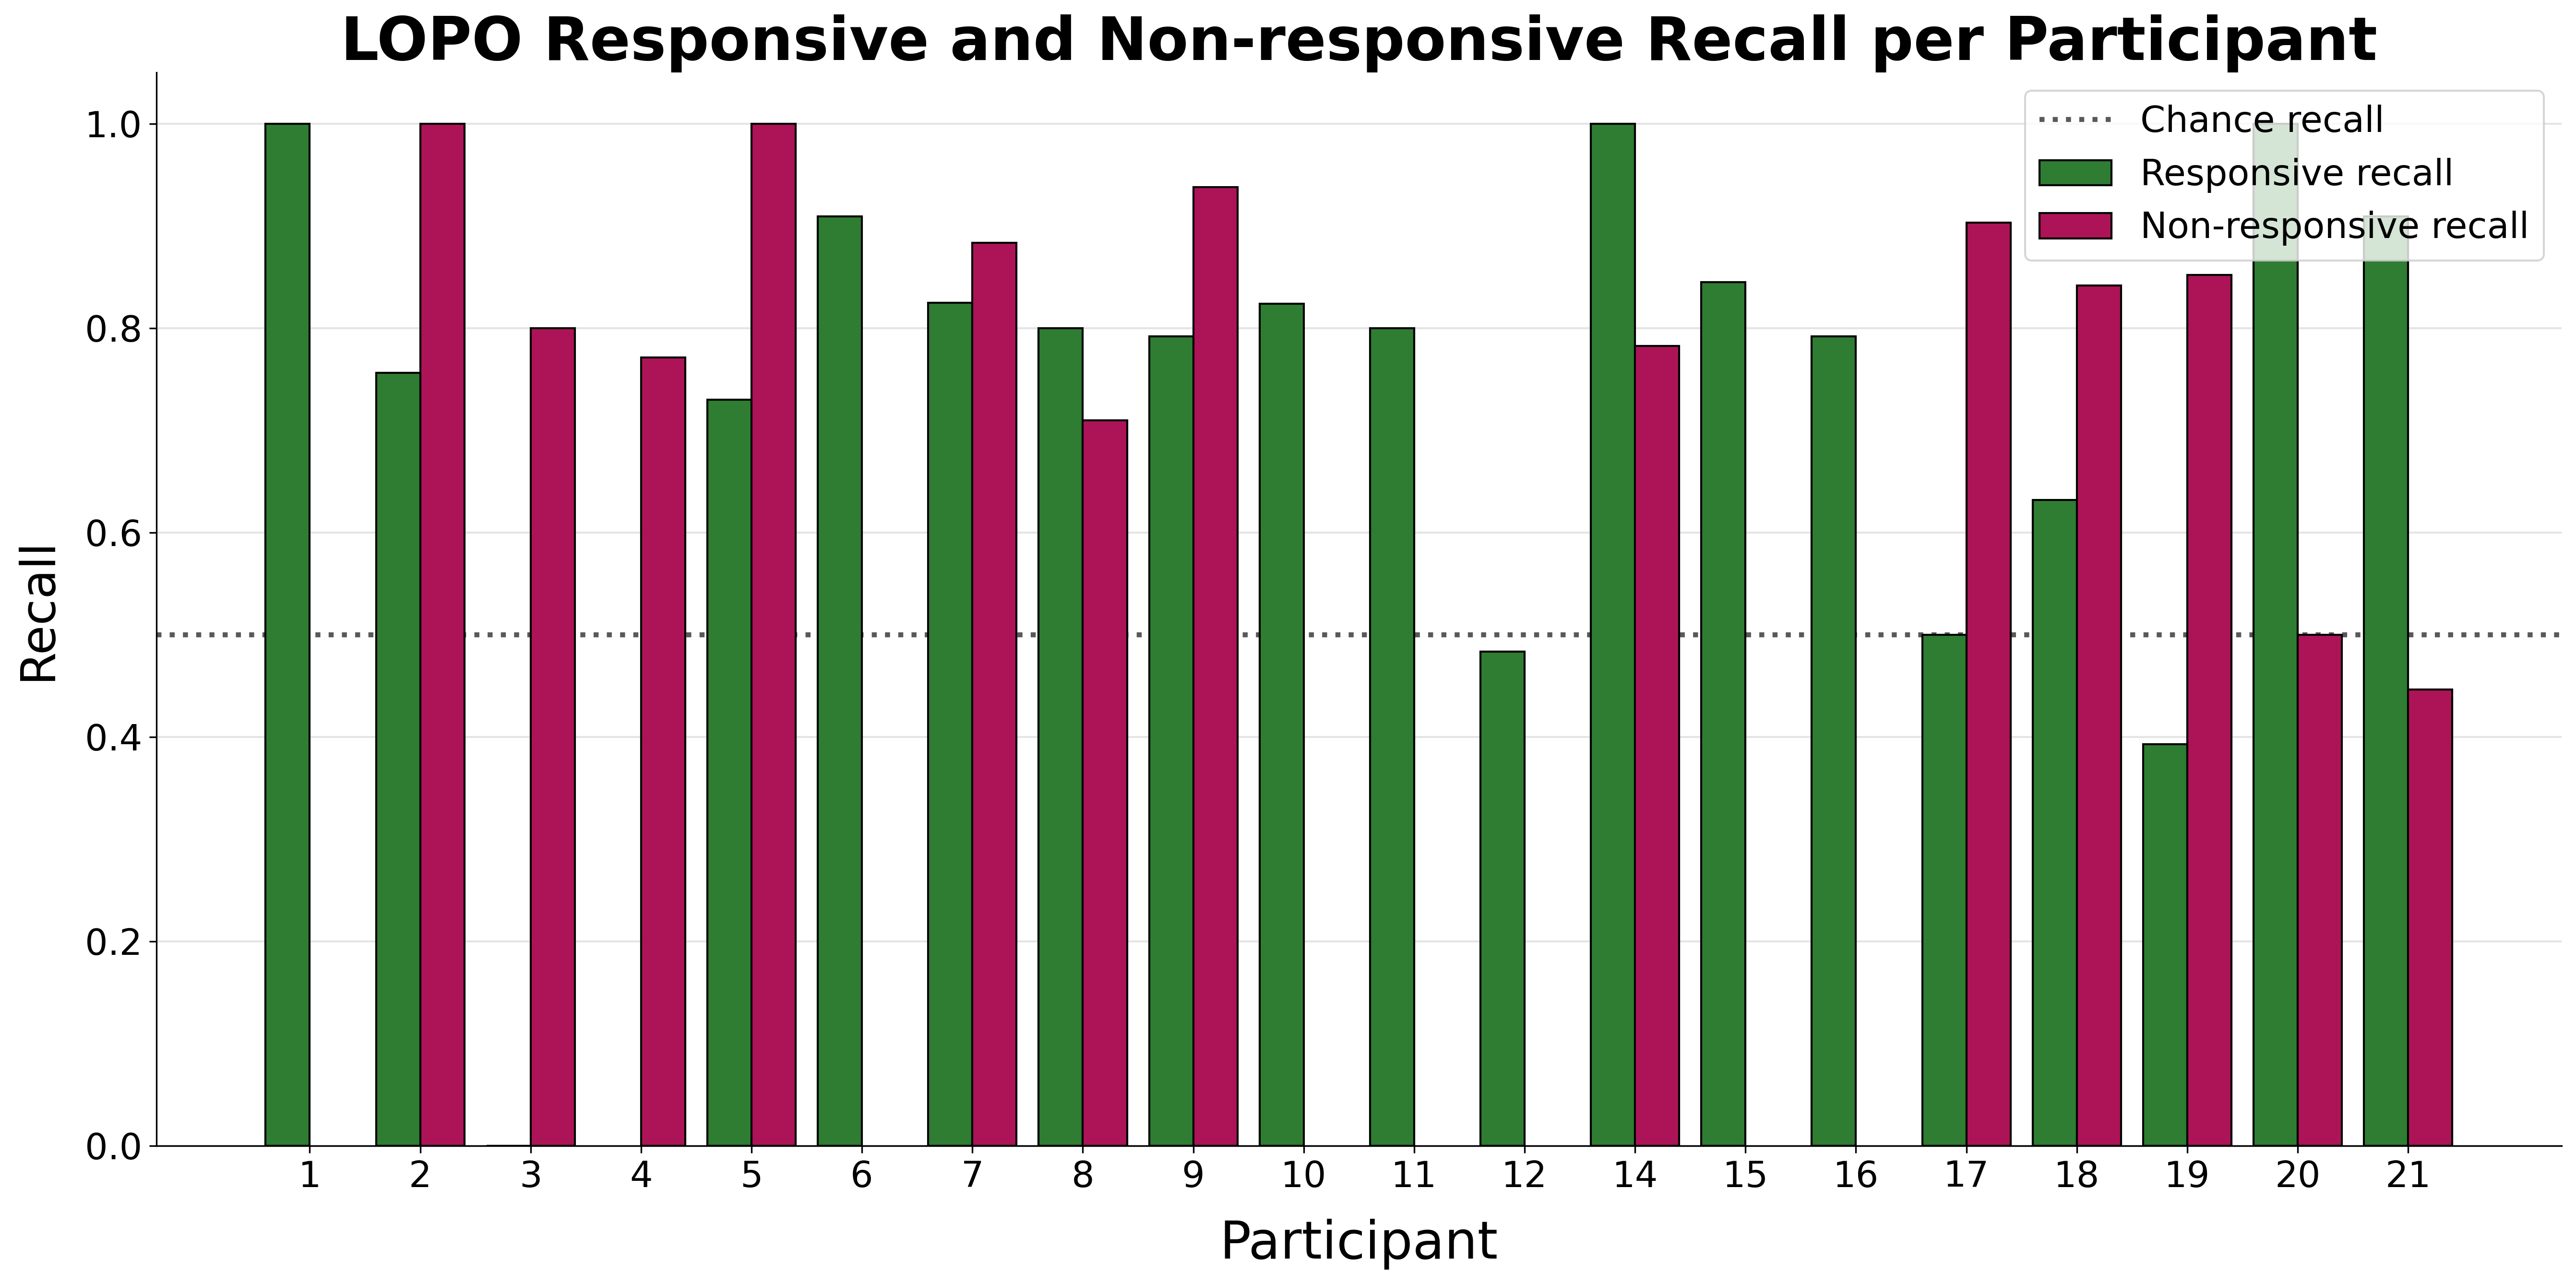 LOPO Responsive and Non-responsive Recall per Participant
Chance recall
Responsive recall
Non-responsive recall
1.0
0.8
0.6
0.4
0.2
0.0
Recall
1 2 3 4 5 6 7 8 9 10 11 12 14 15 16 17 18 19 20 21
Participant